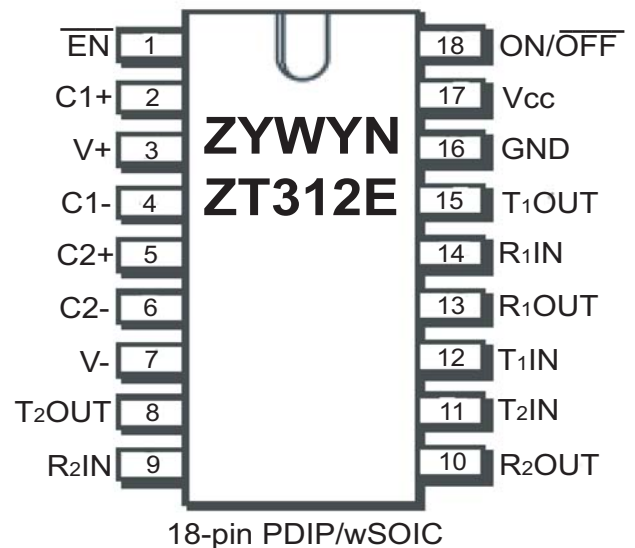 EN 1 18 ON/OFF
C1+ 2 17 Vcc
V+ 3 ZYWYN 16 GND
C1- 4 ZT312E 15 T1OUT
C2+ 5 14 R1IN
C2- 6 13 R1OUT
V- 7 12 T1IN
T2OUT 8 11 T2IN
R2IN 9 10 R2OUT
18-pin PDIP/wSOIC